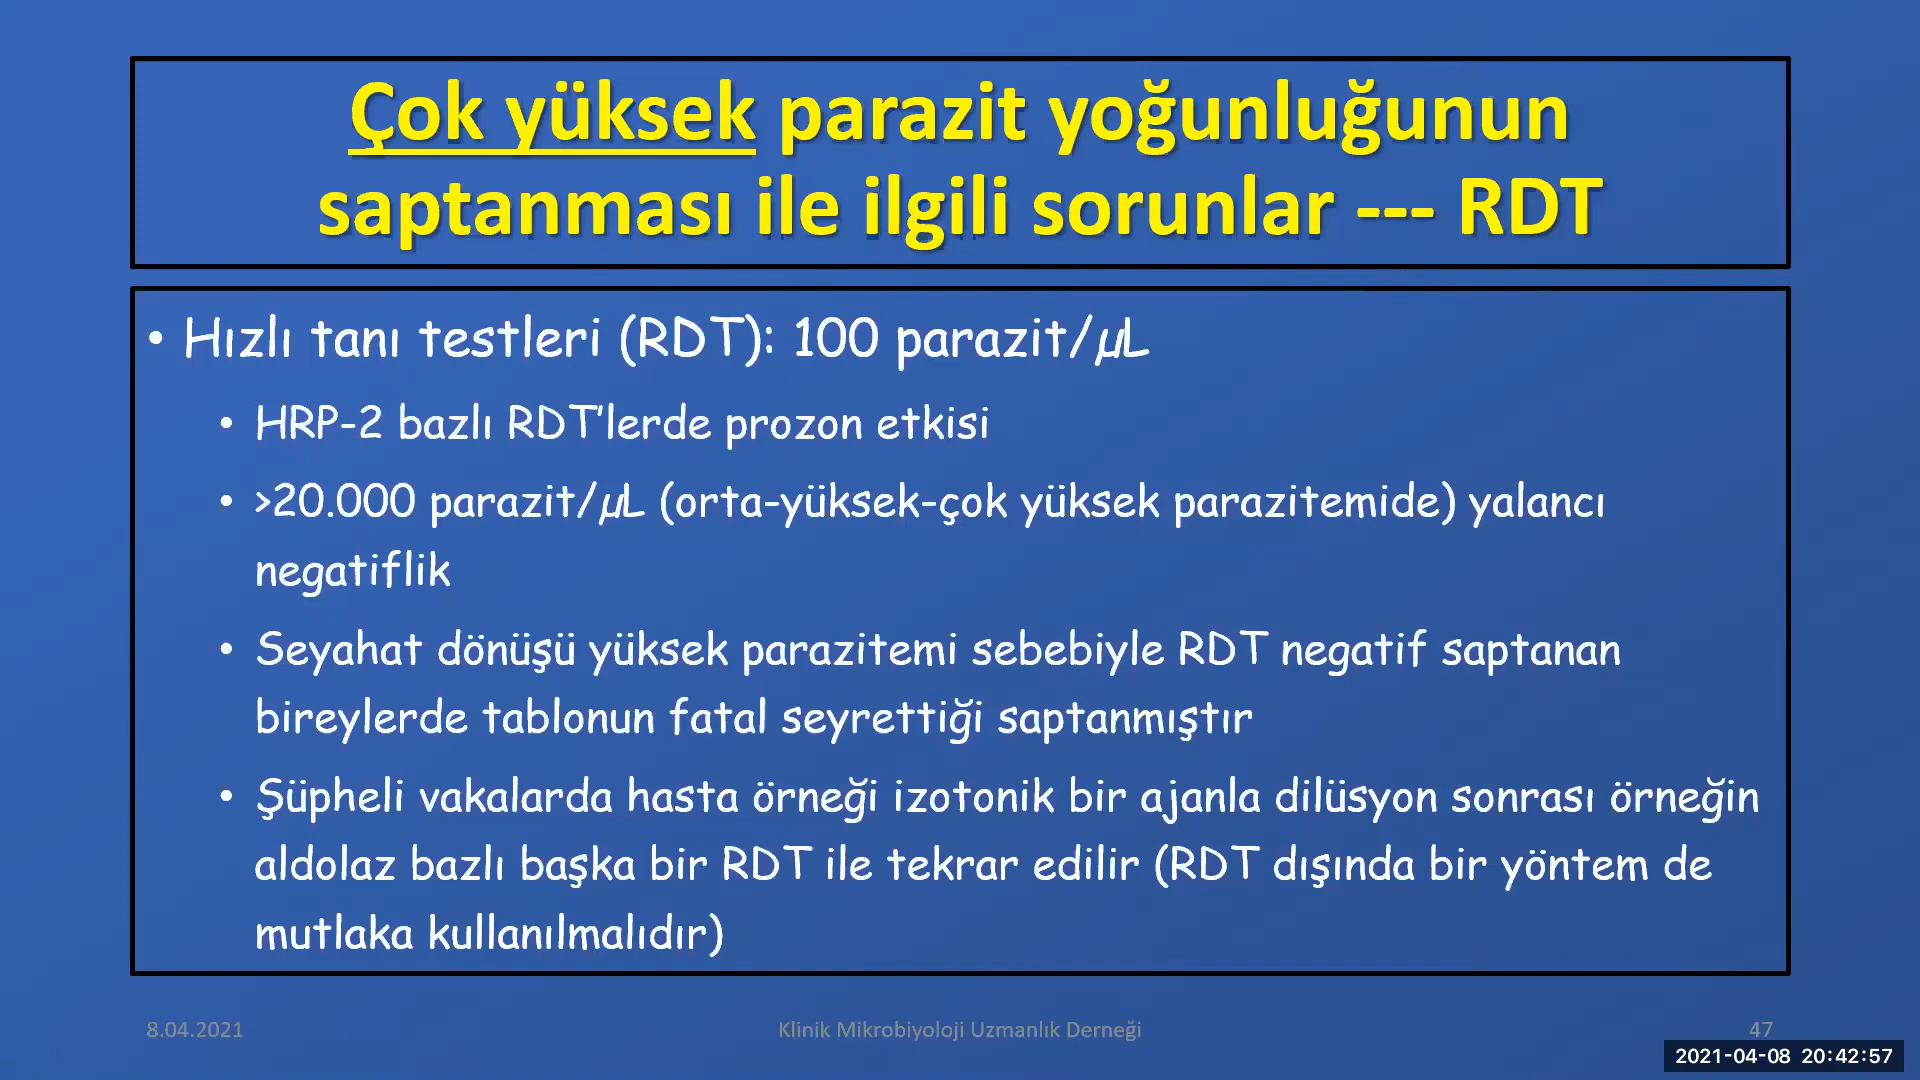 Çok yüksek parazit yoğunluğunun
saptanması ile ilgili sorunlar --- RDT
• Hızlı tanı testleri (RDT): 100 parazit/µL
• HRP-2 bazlı RDT'lerde prozon etkisi
• >20.000 parazit/µL (orta-yüksek-çok yüksek parazitemide) yalancı
negatiflik
• Seyahat dönüşü yüksek parazitemi sebebiyle RDT negatif saptanan
bireylerde tablonun fatal seyrettiği saptanmıştır
• Şüpheli vakalarda hasta örneği izotonik bir ajanla dilüsyon sonrası örneğin
aldolaz bazlı başka bir RDT ile tekrar edilir (RDT dışında bir yöntem de
mutlaka kullanılmalıdır)
8.04.2021
Klinik Mikrobiyoloji Uzmanlık Derneği
47
2021-04-08 20:42:57